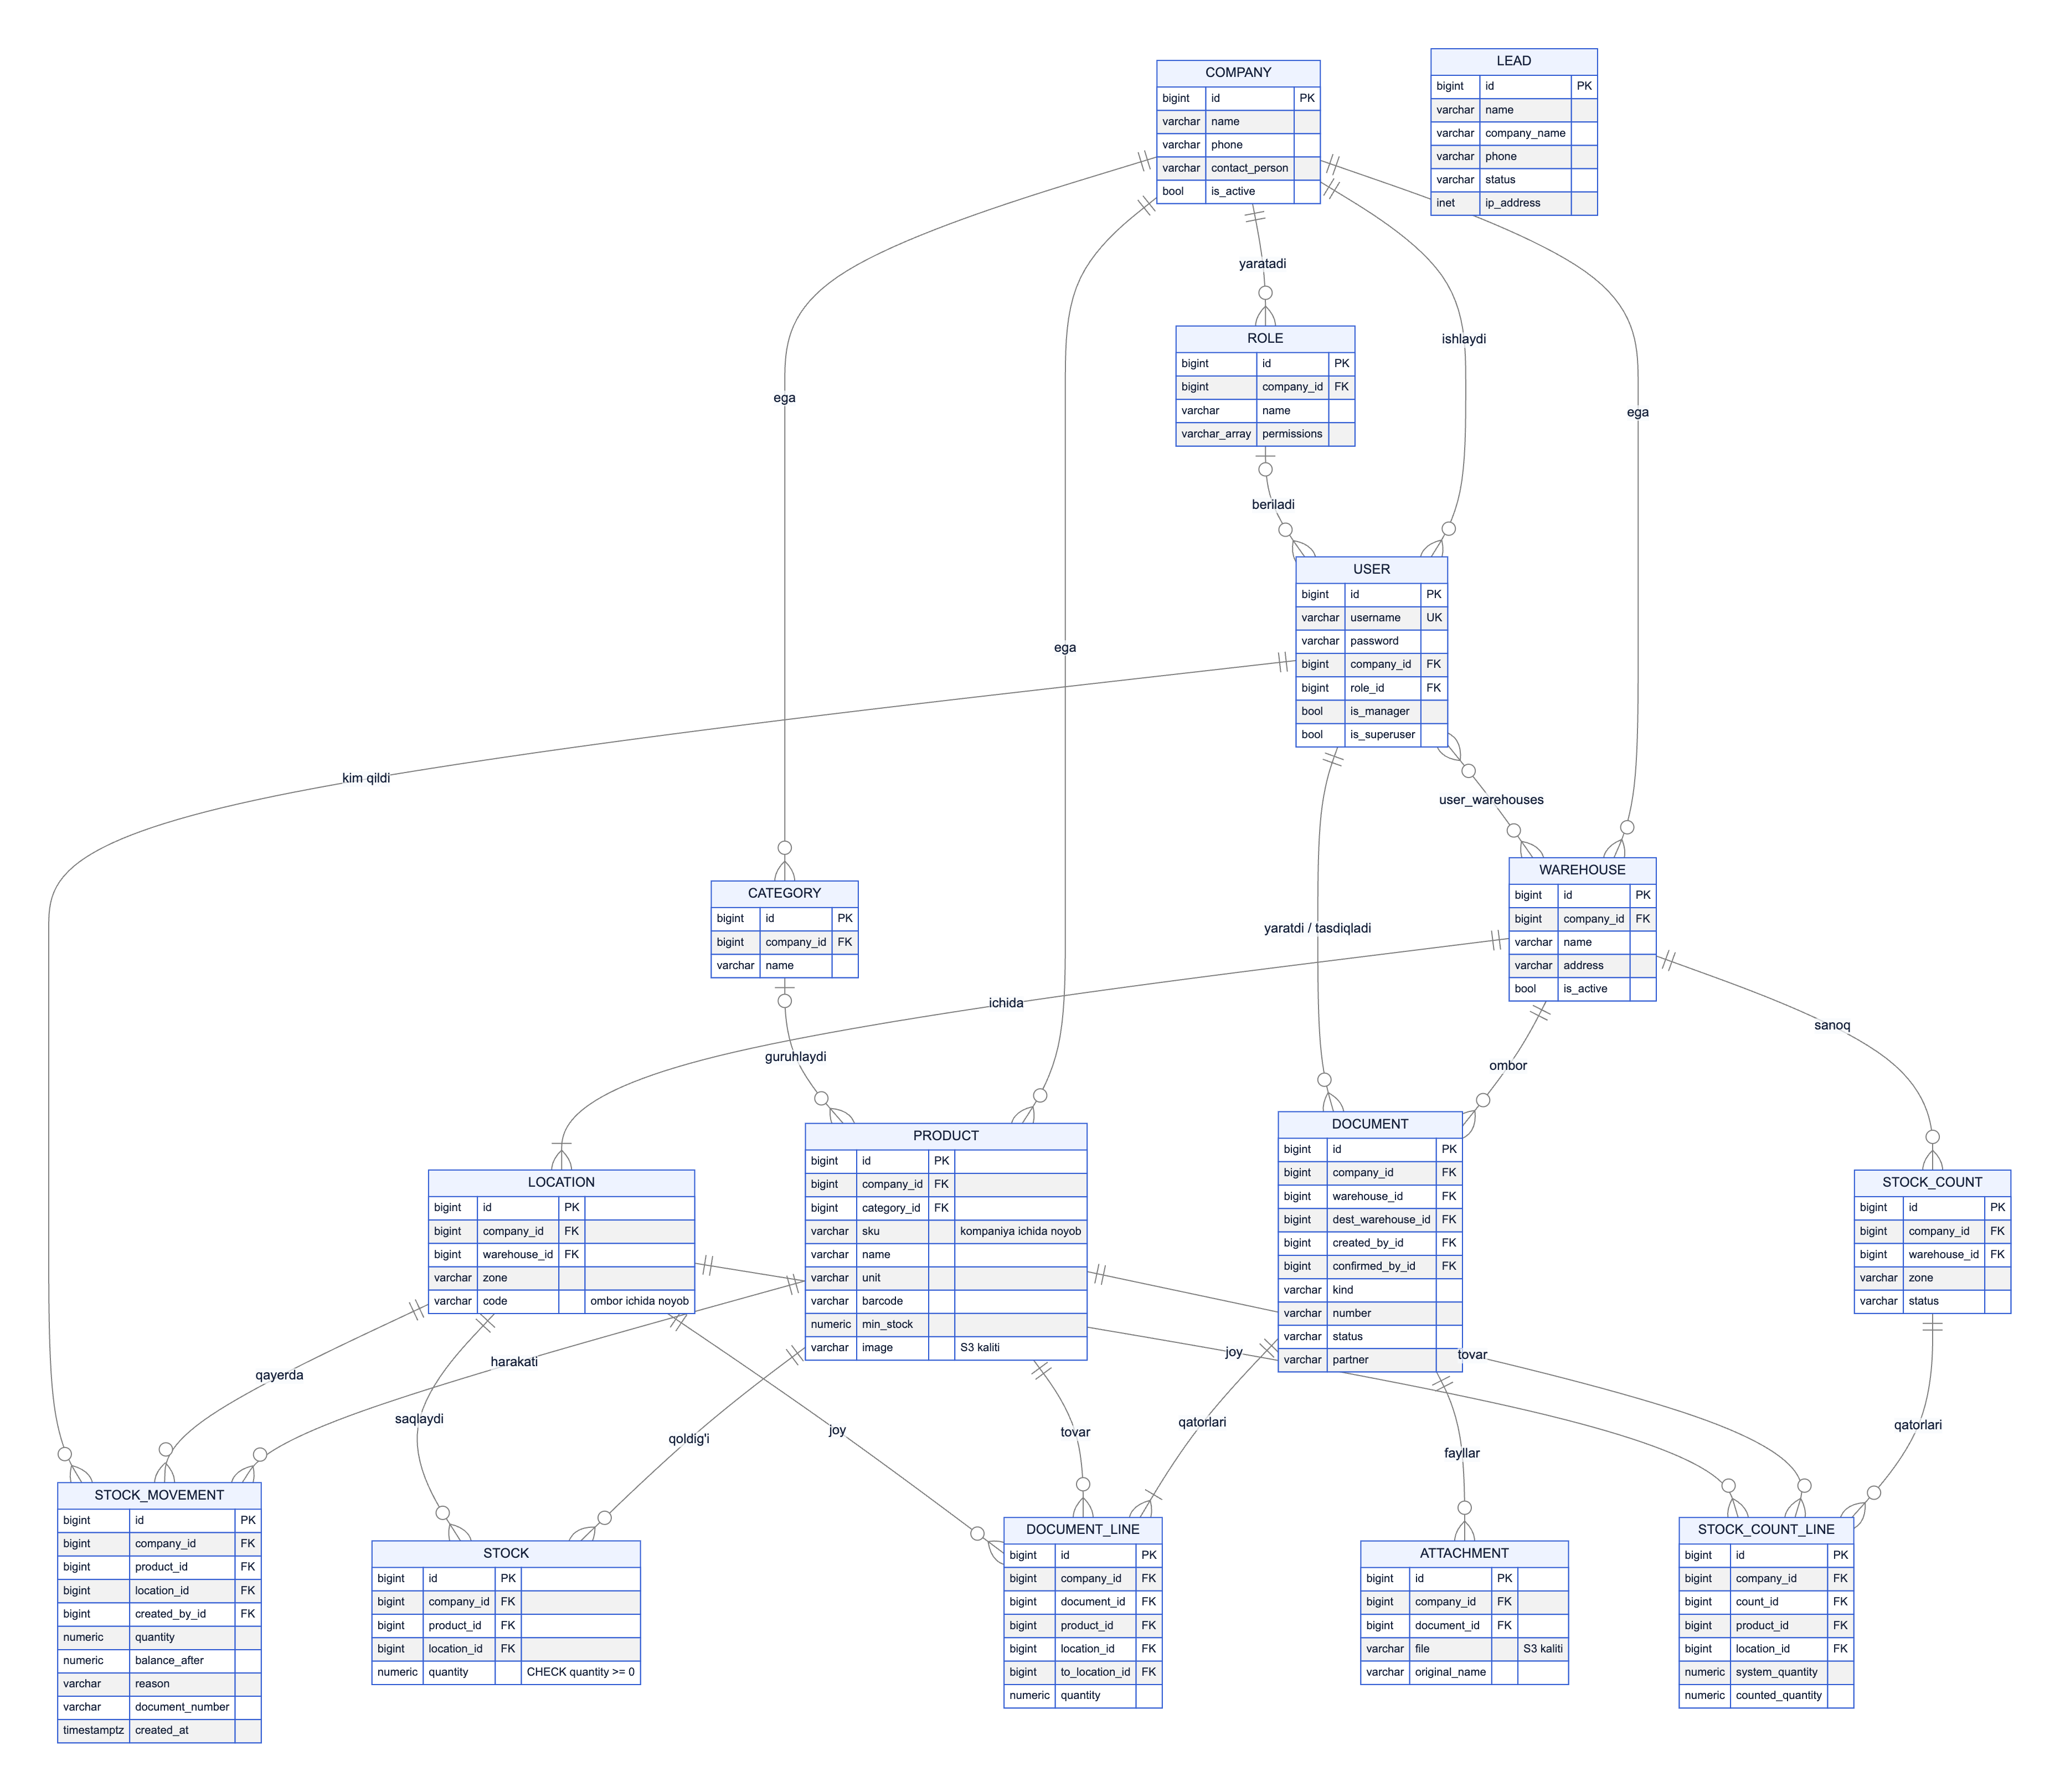 COMPANY
bigint id PK
varchar name
varchar phone
varchar contact_person
bool is_active
LEAD
bigint id PK
varchar name
varchar company_name
varchar phone
varchar status
inet ip_address
yaratadi
ROLE
bigint id PK
bigint company_id FK
varchar name
varchar_array permissions
ishlaydi
ega
ega
beriladi
USER
bigint id PK
varchar username UK
varchar password
bigint company_id FK
bigint role_id FK
bool is_manager
bool is_superuser
ega
kim qildi
user_warehouses
WAREHOUSE
bigint id PK
bigint company_id FK
varchar name
varchar address
bool is_active
CATEGORY
bigint id PK
bigint company_id FK
varchar name
yaratdi / tasdiqladi
ichida
sanoq
guruhlaydi
ombor
PRODUCT
bigint id PK
bigint company_id FK
bigint category_id FK
varchar sku kompaniya ichida noyob
varchar name
varchar unit
varchar barcode
numeric min_stock
varchar image S3 kaliti
DOCUMENT
bigint id PK
bigint company_id FK
bigint warehouse_id FK
bigint dest_warehouse_id FK
bigint created_by_id FK
bigint confirmed_by_id FK
varchar kind
varchar number
varchar status
varchar partner
LOCATION
bigint id PK
bigint company_id FK
bigint warehouse_id FK
varchar zone
varchar code ombor ichida noyob
STOCK_COUNT
bigint id PK
bigint company_id FK
bigint warehouse_id FK
varchar zone
varchar status
joy
tovar
harakati
qayerda
saqlaydi
qoldig'i
joy
tovar
qatorlari
fayllar
qatorlari
STOCK_MOVEMENT
bigint id PK
bigint company_id FK
bigint product_id FK
bigint location_id FK
bigint created_by_id FK
numeric quantity
numeric balance_after
varchar reason
varchar document_number
timestamptz created_at
STOCK
bigint id PK
bigint company_id FK
bigint product_id FK
bigint location_id FK
numeric quantity CHECK quantity >= 0
DOCUMENT_LINE
bigint id PK
bigint company_id FK
bigint document_id FK
bigint product_id FK
bigint location_id FK
bigint to_location_id FK
numeric quantity
ATTACHMENT
bigint id PK
bigint company_id FK
bigint document_id FK
varchar file S3 kaliti
varchar original_name
STOCK_COUNT_LINE
bigint id PK
bigint company_id FK
bigint count_id FK
bigint product_id FK
bigint location_id FK
numeric system_quantity
numeric counted_quantity